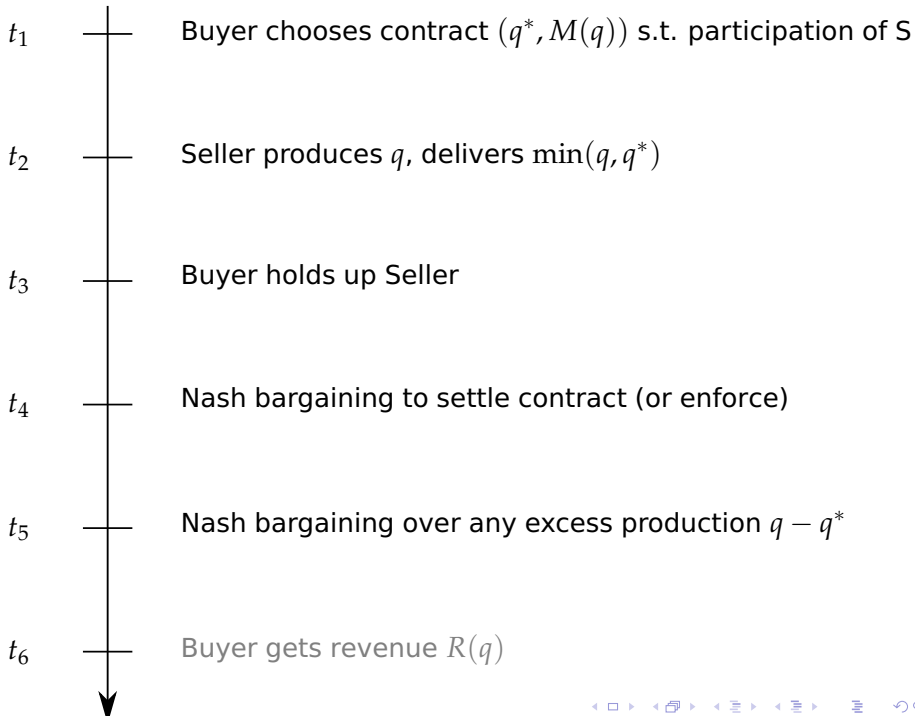 t₁ Buyer chooses contract (q*, M(q)) s.t. participation of S
t₂ Seller produces q, delivers min(q, q*)
t₃ Buyer holds up Seller
t₄ Nash bargaining to settle contract (or enforce)
t₅ Nash bargaining over any excess production q − q*
t₆ Buyer gets revenue R(q)